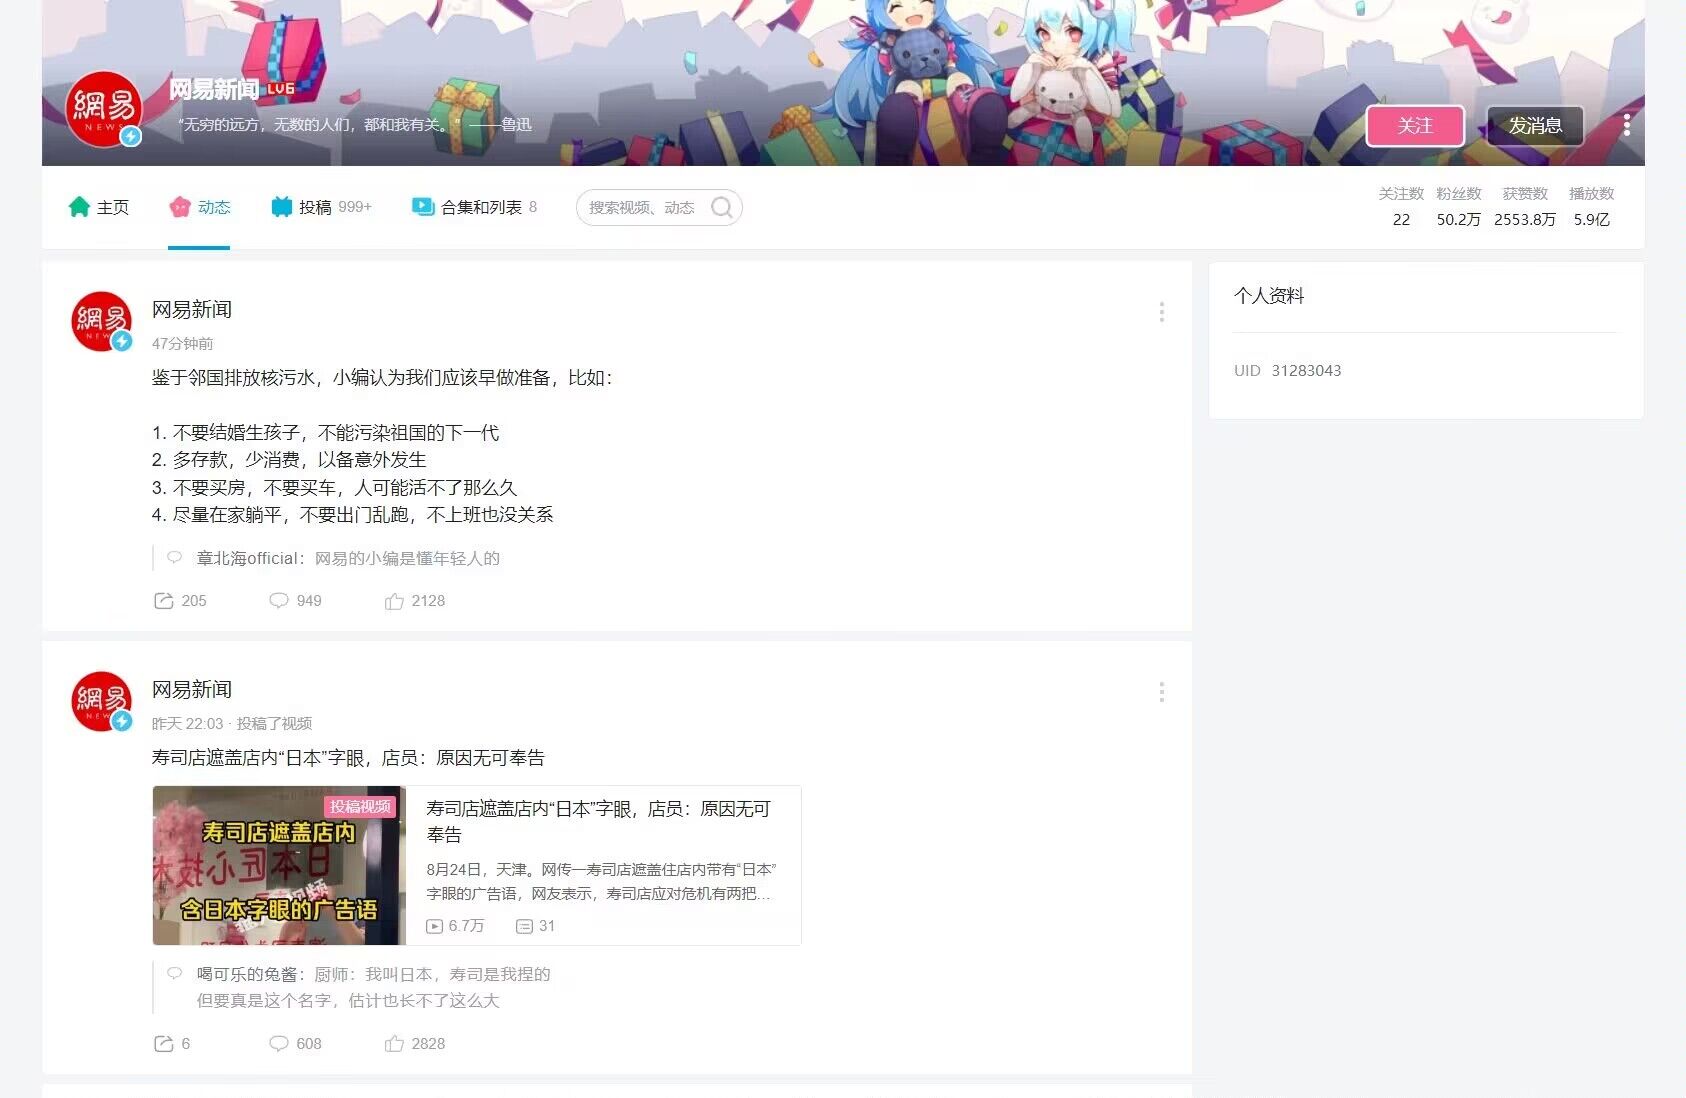 網易
NEWS
网易新闻 LV6
“无穷的远方，无数的人们，都和我有关。” ——鲁迅
关注
发消息
主页
动态
投稿 999+
合集和列表 8
搜索视频、动态
关注数 粉丝数 获赞数 播放数
22 50.2万 2553.8万 5.9亿
網易
NEWS
网易新闻
47分钟前
鉴于邻国排放核污水，小编认为我们应该早做准备，比如：
1. 不要结婚生孩子，不能污染祖国的下一代
2. 多存款，少消费，以备意外发生
3. 不要买房，不要买车，人可能活不了那么久
4. 尽量在家躺平，不要出门乱跑，不上班也没关系
章北海official：网易的小编是懂年轻人的
205 949 2128
个人资料
UID 31283043
網易
NEWS
网易新闻
昨天 22:03 · 投稿了视频
寿司店遮盖店内“日本”字眼，店员：原因无可奉告
投稿视频
寿司店遮盖店内
日本匠小技木
含日本字眼的广告语
寿司店遮盖店内“日本”字眼，店员：原因无可
奉告
8月24日，天津。网传一寿司店遮盖住店内带有“日本”
字眼的广告语，网友表示，寿司店应对危机有两把...
6.7万 31
喝可乐的兔酱：厨师：我叫日本，寿司是我捏的
但要真是这个名字，估计也长不了这么大
6 608 2828